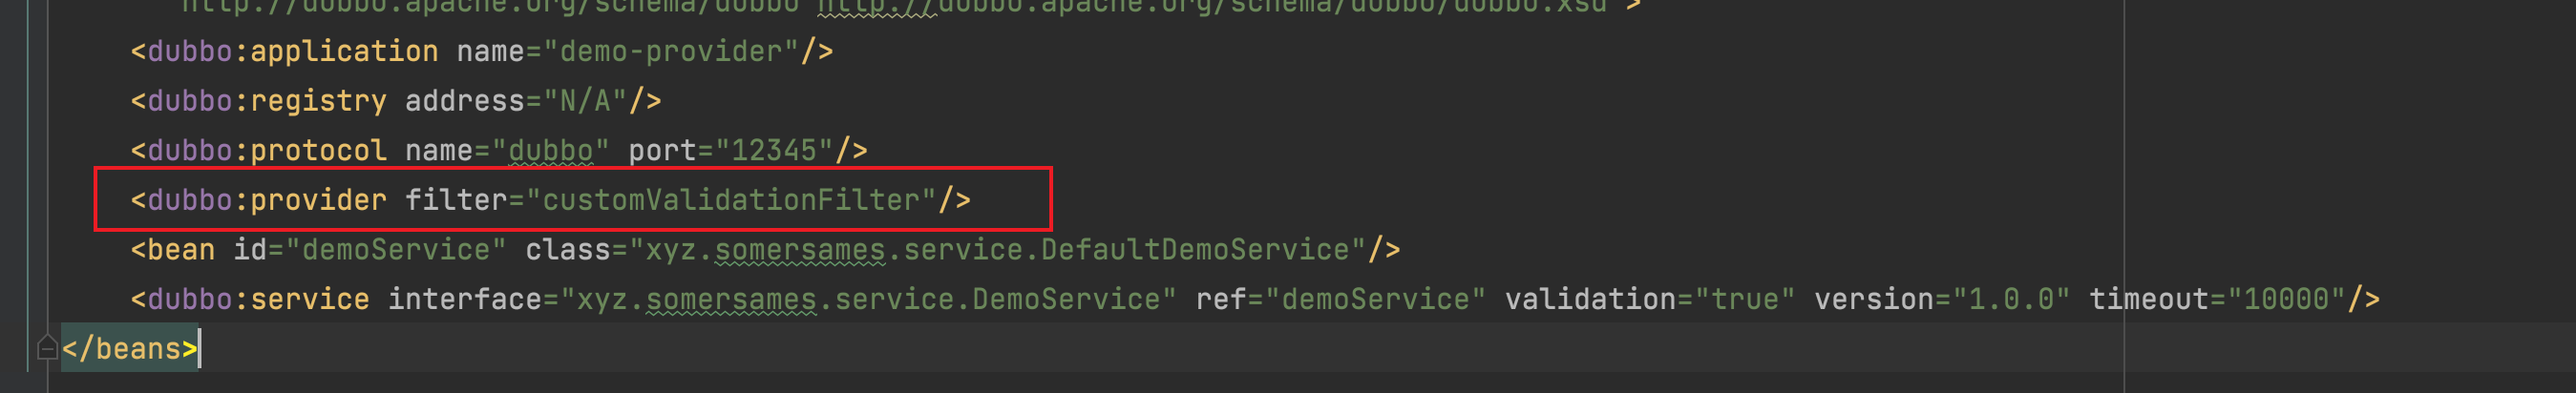 http://dubbo.apache.org/schema/dubbo http://dubbo.apache.org/schema/dubbo/dubbo.xsd">
<dubbo:application name="demo-provider"/>
<dubbo:registry address="N/A"/>
<dubbo:protocol name="dubbo" port="12345"/>
<dubbo:provider filter="customValidationFilter"/>
<bean id="demoService" class="xyz.somersames.service.DefaultDemoService"/>
<dubbo:service interface="xyz.somersames.service.DemoService" ref="demoService" validation="true" version="1.0.0" timeout="10000"/>
</beans>